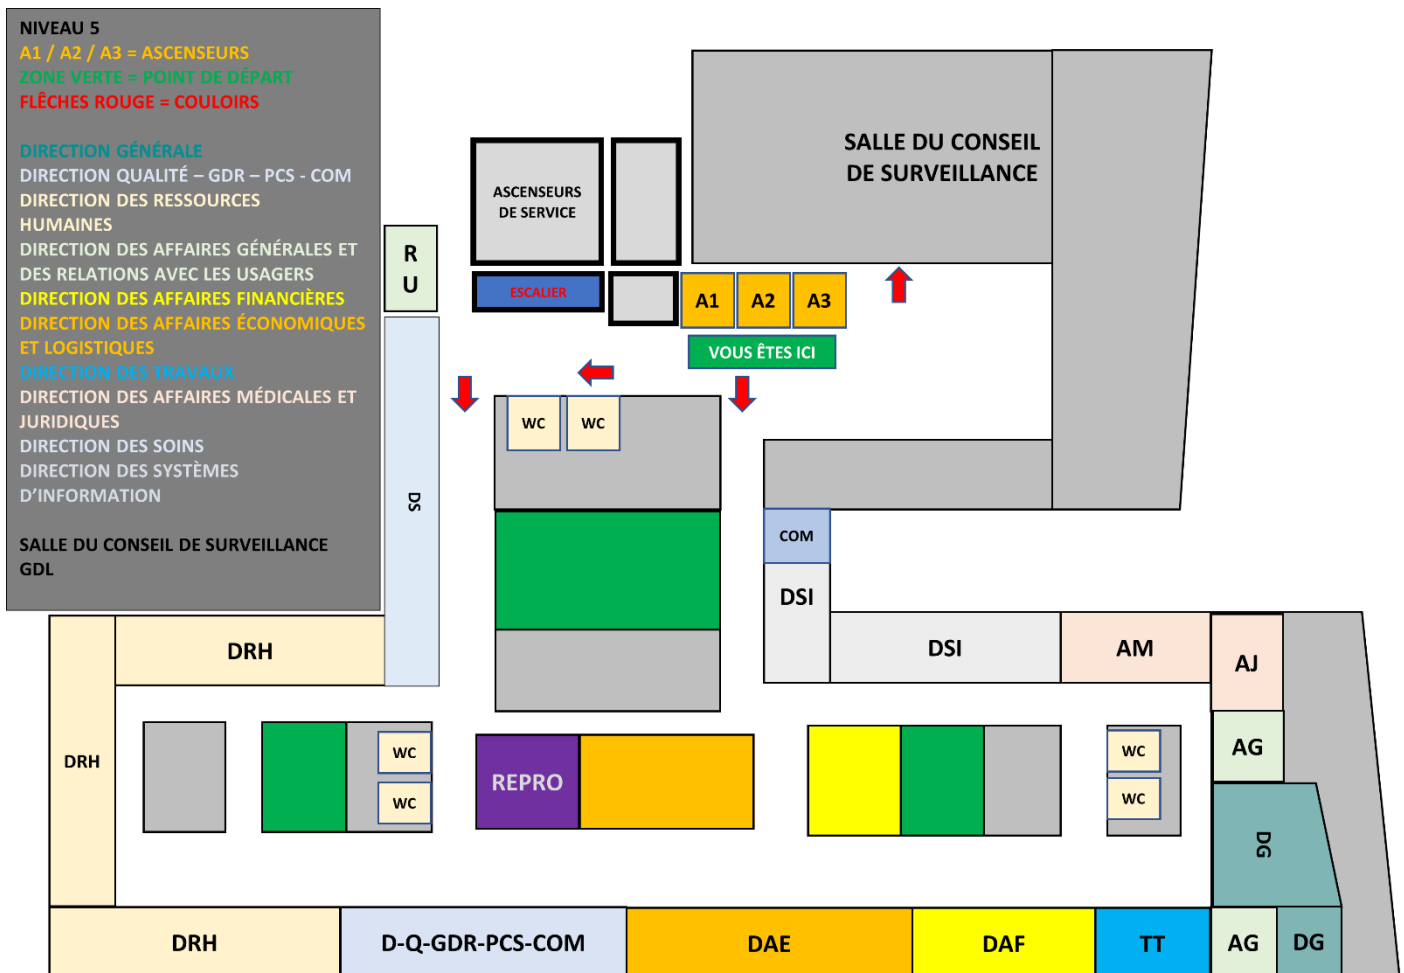 NIVEAU 5
A1 / A2 / A3 = ASCENSEURS
ZONE VERTE = POINT DE DÉPART
FLÊCHES ROUGE = COULOIRS
DIRECTION GÉNÉRALE
DIRECTION QUALITÉ – GDR – PCS - COM
DIRECTION DES RESSOURCES
HUMAINES
DIRECTION DES AFFAIRES GÉNÉRALES ET
DES RELATIONS AVEC LES USAGERS
DIRECTION DES AFFAIRES FINANCIÈRES
DIRECTION DES AFFAIRES ÉCONOMIQUES
ET LOGISTIQUES
DIRECTION DES TRAVAUX
DIRECTION DES AFFAIRES MÉDICALES ET
JURIDIQUES
DIRECTION DES SOINS
DIRECTION DES SYSTÈMES
D'INFORMATION
SALLE DU CONSEIL DE SURVEILLANCE
GDL
SALLE DU CONSEIL
DE SURVEILLANCE
ASCENSEURS
DE SERVICE
R
U
ESCALIER
A1
A2
A3
VOUS ÊTES ICI
WC
WC
DS
COM
DSI
DRH
DSI
AM
AJ
DRH
WC
WC
REPRO
WC
WC
AG
DG
DRH
D-Q-GDR-PCS-COM
DAE
DAF
TT
AG
DG